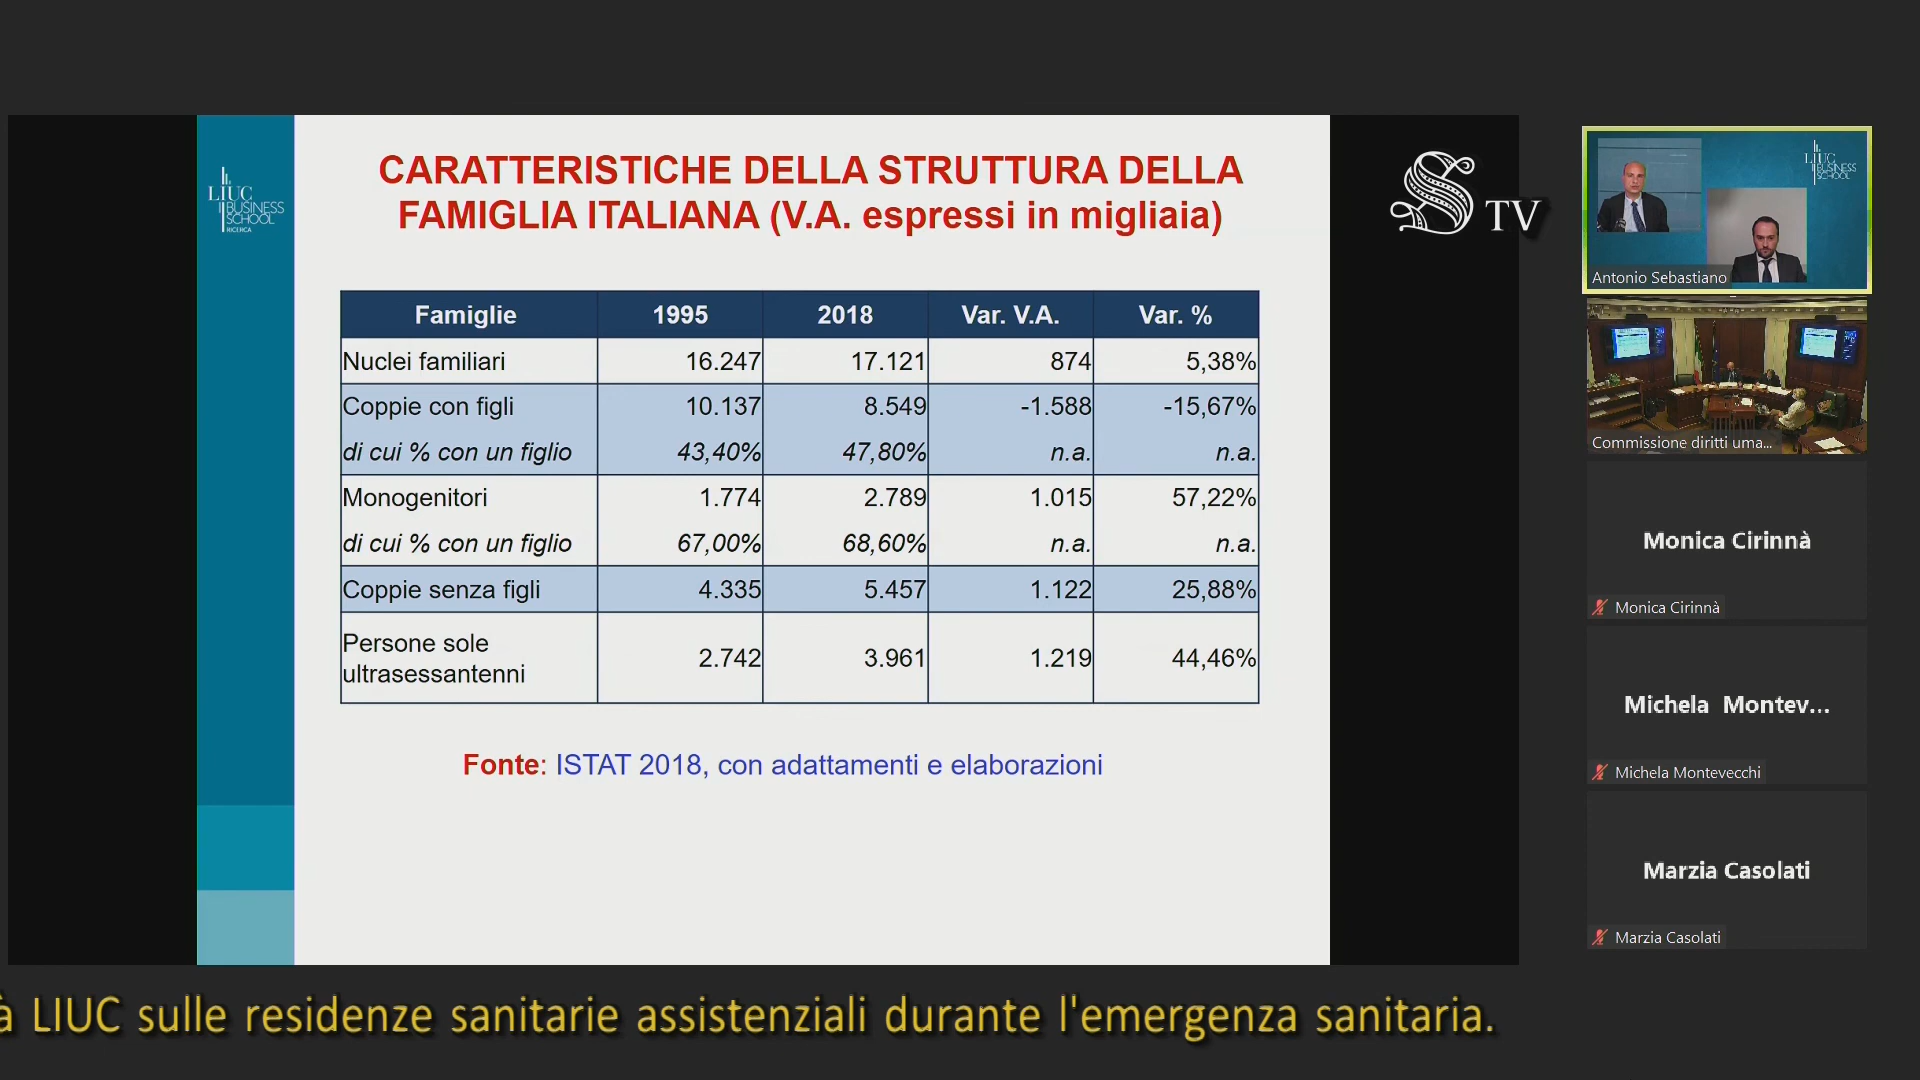 LIUC
BUSINESS
SCHOOL
RICERCA
CARATTERISTICHE DELLA STRUTTURA DELLA
FAMIGLIA ITALIANA (V.A. espressi in migliaia)
Famiglie 1995 2018 Var. V.A. Var. %
Nuclei familiari 16.247 17.121 874 5,38%
Coppie con figli 10.137 8.549 -1.588 -15,67%
di cui % con un figlio 43,40% 47,80% n.a. n.a.
Monogenitori 1.774 2.789 1.015 57,22%
di cui % con un figlio 67,00% 68,60% n.a. n.a.
Coppie senza figli 4.335 5.457 1.122 25,88%
Persone sole
ultrasessantenni 2.742 3.961 1.219 44,46%
Fonte: ISTAT 2018, con adattamenti e elaborazioni
S TV
LIUC
BUSINESS
SCHOOL
Antonio Sebastiano
Commissione diritti uma...
Monica Cirinnà
Monica Cirinnà
Michela Montev...
Michela Montevecchi
Marzia Casolati
Marzia Casolati
à LIUC sulle residenze sanitarie assistenziali durante l'emergenza sanitaria.